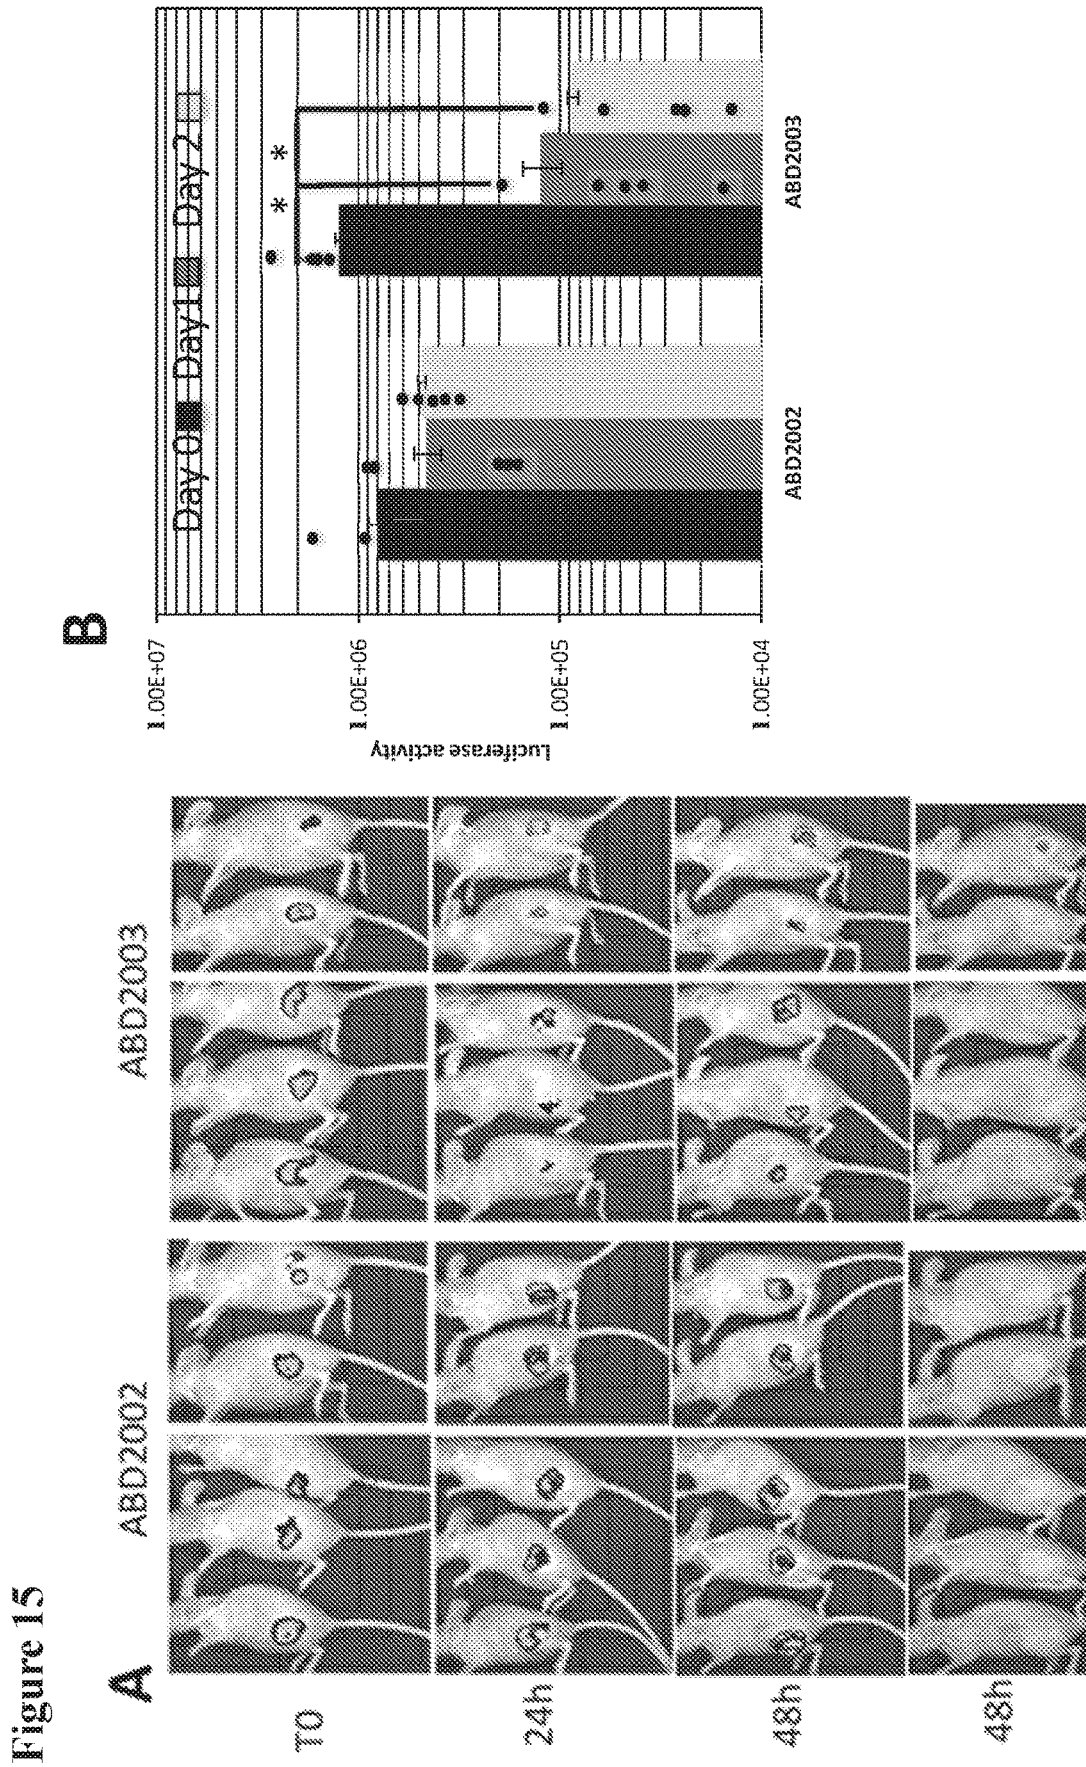 Figure 15
A
ABD2002
ABD2003
T0
24h
48h
48h
B
Day 0 Day1 Day 2
* *
1.00E+07
1.00E+06
1.00E+05
1.00E+04
Luciferase activity
ABD2002
ABD2003